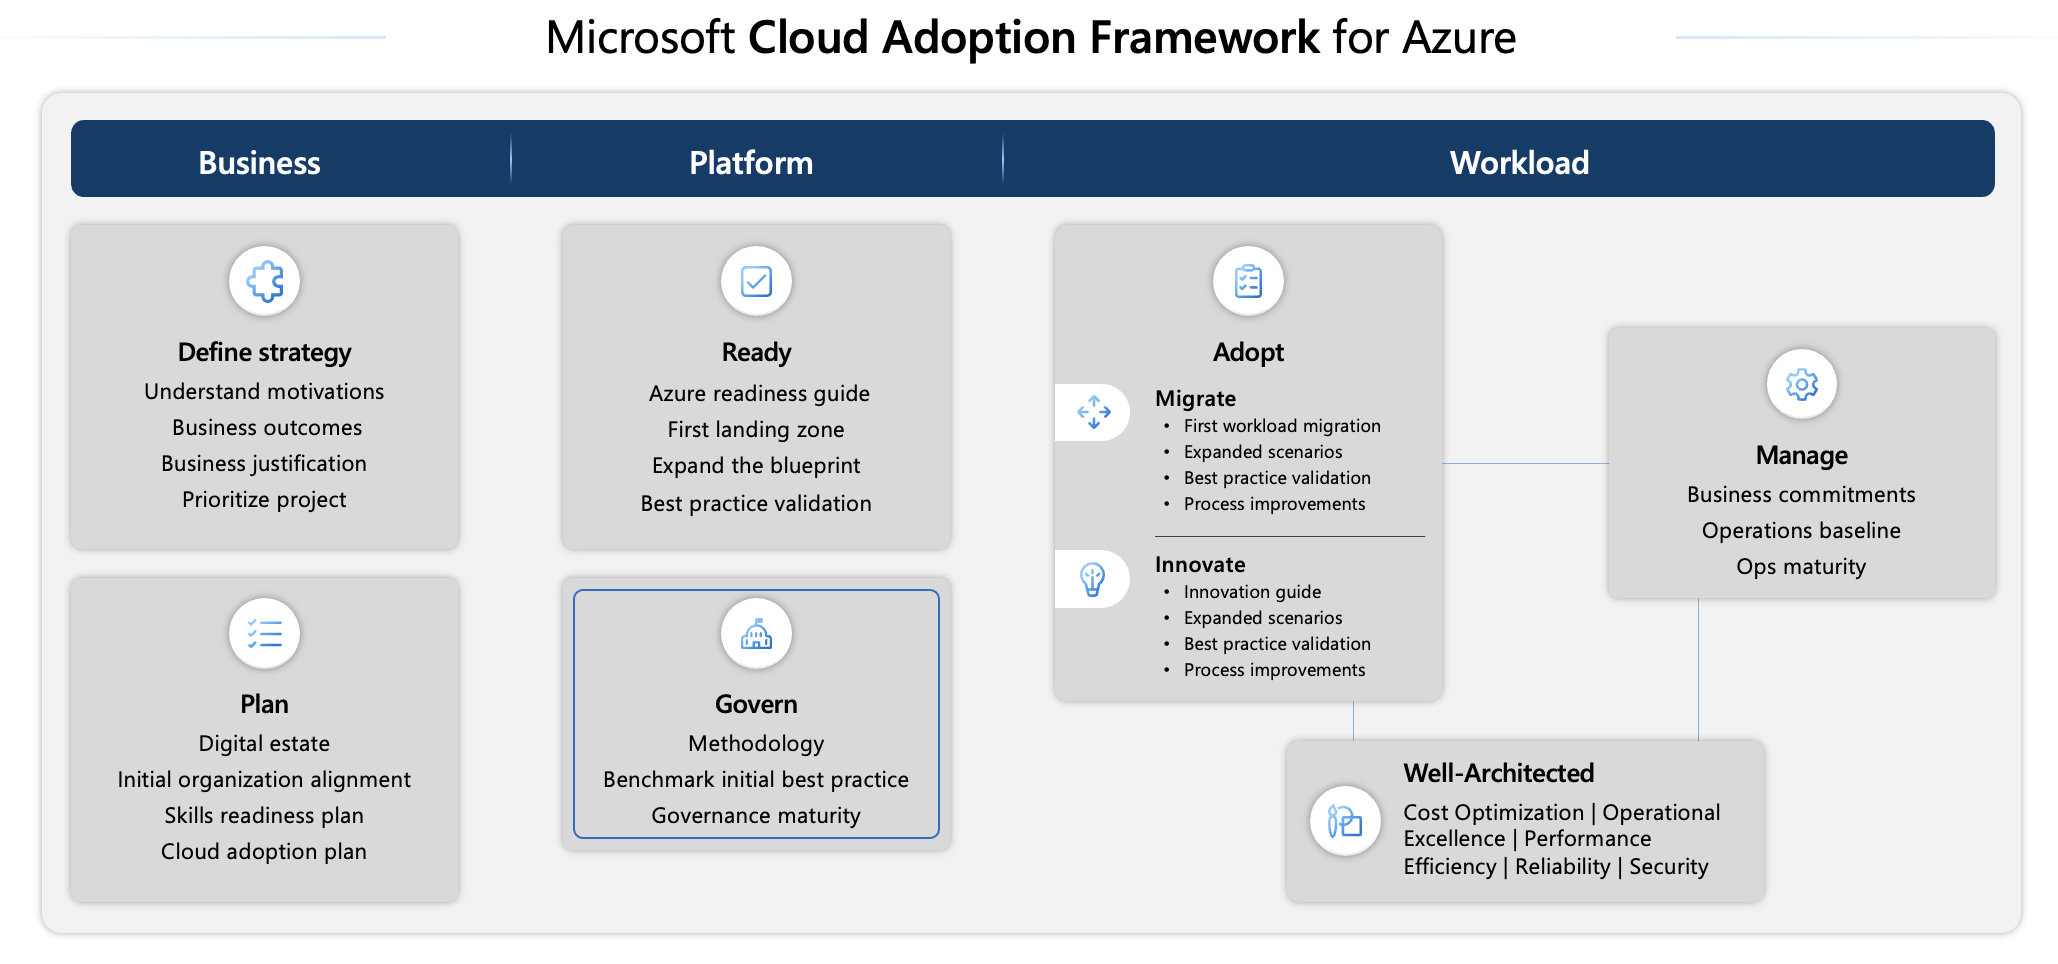 Microsoft Cloud Adoption Framework for Azure
Business
Platform
Workload
Define strategy
Understand motivations
Business outcomes
Business justification
Prioritize project
Plan
Digital estate
Initial organization alignment
Skills readiness plan
Cloud adoption plan
Ready
Azure readiness guide
First landing zone
Expand the blueprint
Best practice validation
Govern
Methodology
Benchmark initial best practice
Governance maturity
Adopt
Migrate
• First workload migration
• Expanded scenarios
• Best practice validation
• Process improvements
Innovate
• Innovation guide
• Expanded scenarios
• Best practice validation
• Process improvements
Manage
Business commitments
Operations baseline
Ops maturity
Well-Architected
Cost Optimization | Operational
Excellence | Performance
Efficiency | Reliability | Security